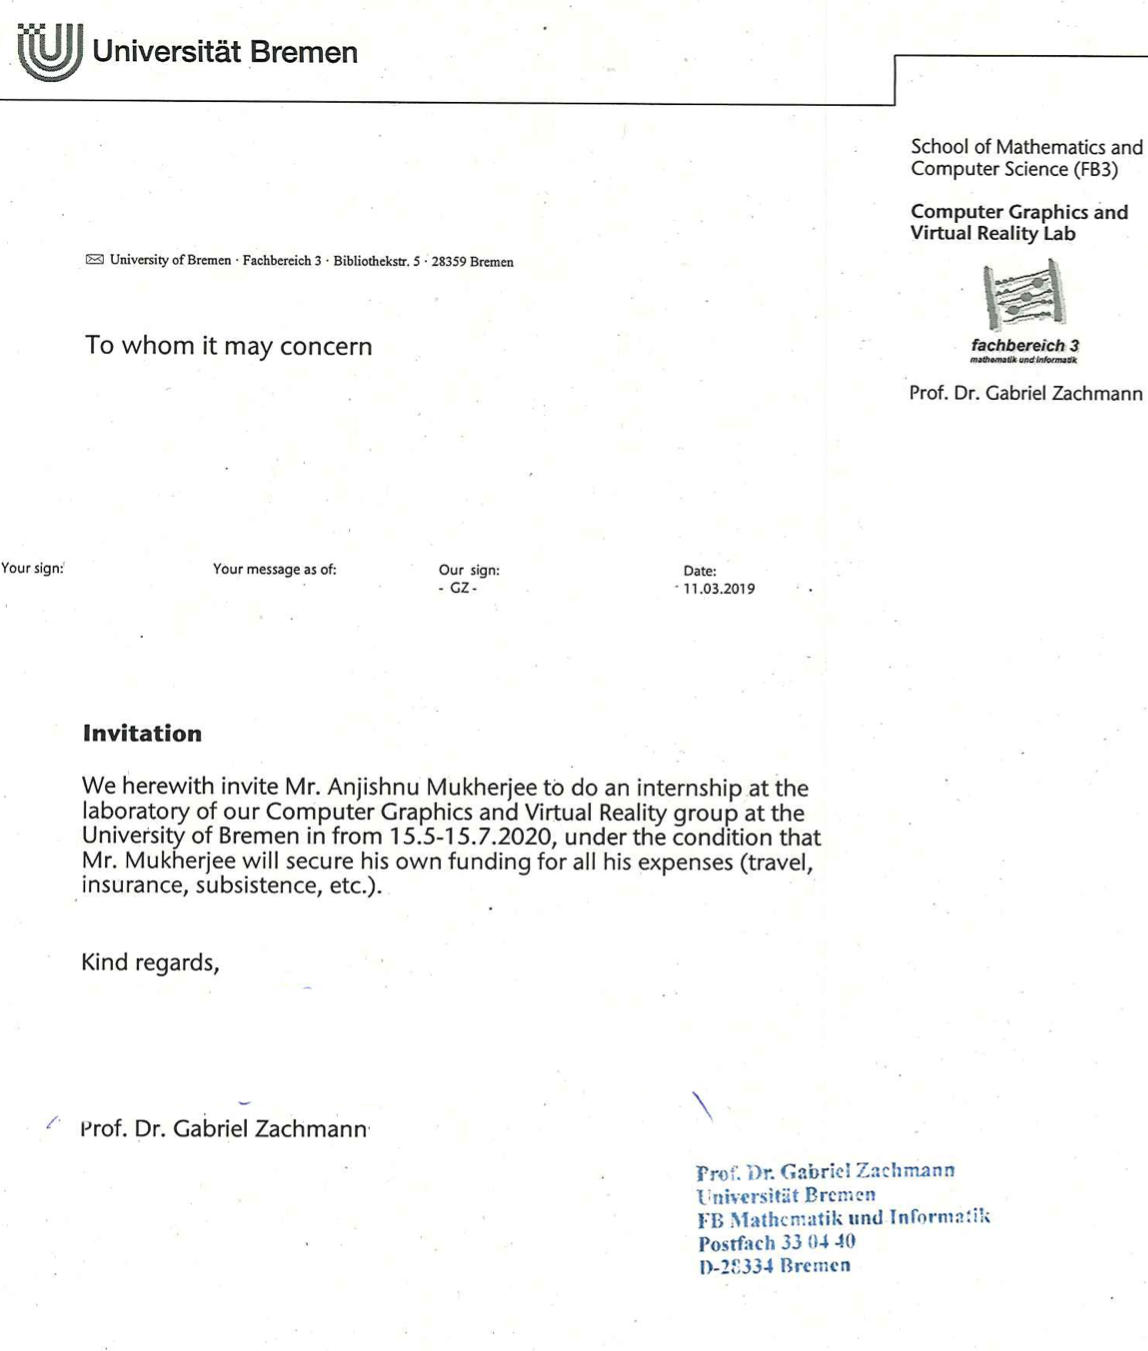 Universität Bremen
School of Mathematics and
Computer Science (FB3)
Computer Graphics and
Virtual Reality Lab
fachbereich 3
mathematik und informatik
Prof. Dr. Gabriel Zachmann
University of Bremen · Fachbereich 3 · Bibliothekstr. 5 · 28359 Bremen
To whom it may concern
Your sign: Your message as of: Our sign: Date:
- GZ - 11.03.2019
Invitation
We herewith invite Mr. Anjishnu Mukherjee to do an internship at the
laboratory of our Computer Graphics and Virtual Reality group at the
University of Bremen in from 15.5-15.7.2020, under the condition that
Mr. Mukherjee will secure his own funding for all his expenses (travel,
insurance, subsistence, etc.).
Kind regards,
Prof. Dr. Gabriel Zachmann
Prof. Dr. Gabriel Zachmann
Universität Bremen
FB Mathematik und Informatik
Postfach 33 04 40
D-28334 Bremen